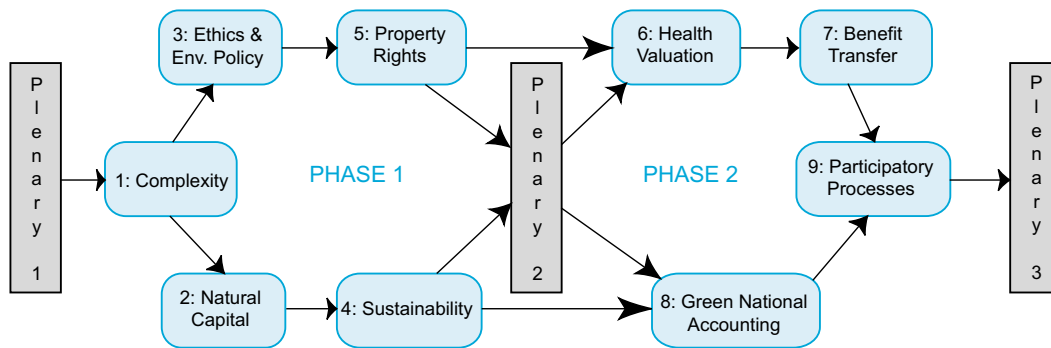 Plenary 1
1: Complexity
3: Ethics &
Env. Policy
2: Natural
Capital
5: Property
Rights
PHASE 1
4: Sustainability
Plenary 2
6: Health
Valuation
PHASE 2
8: Green National
Accounting
7: Benefit
Transfer
9: Participatory
Processes
Plenary 3